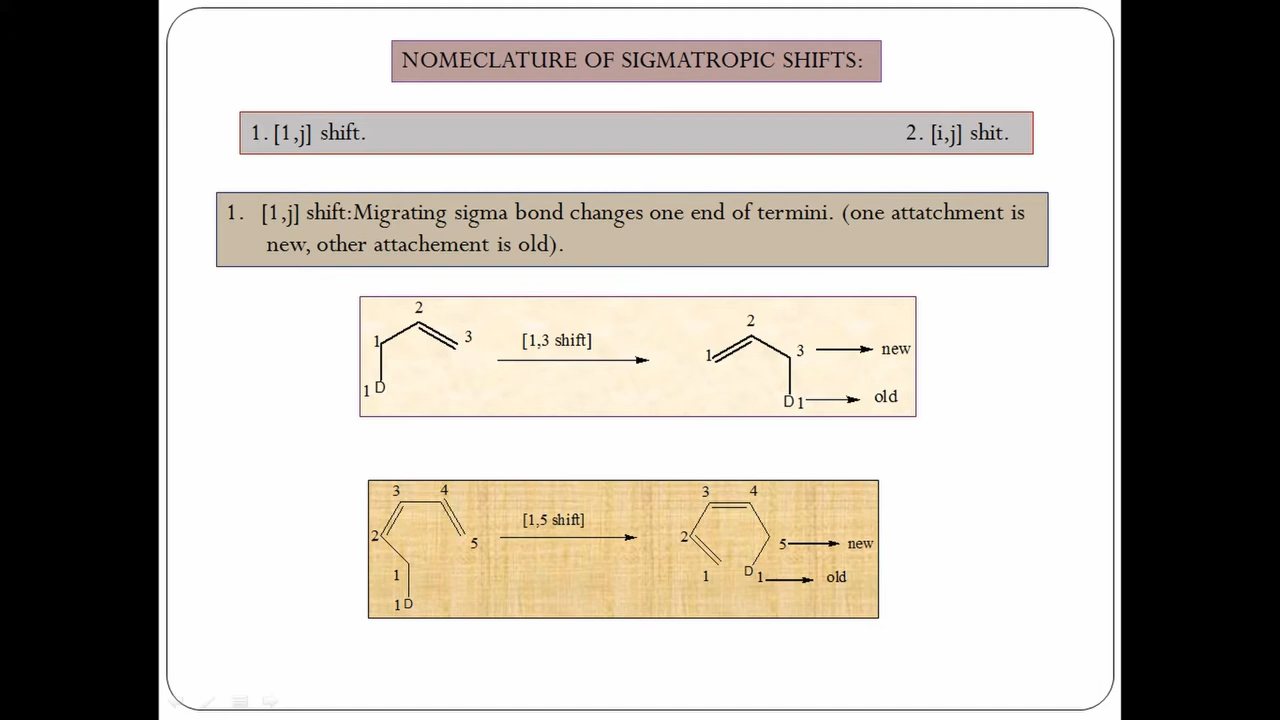 NOMECLATURE OF SIGMATROPIC SHIFTS:
1. [1,j] shift. 2. [i,j] shit.
1. [1,j] shift:Migrating sigma bond changes one end of termini. (one attatchment is
new, other attachement is old).
2
1 3
1 D
[1,3 shift]
2
1 3 new
D 1 old
3 4
2 5
1
1 D
[1,5 shift]
3 4
2 5 new
1 D 1 old